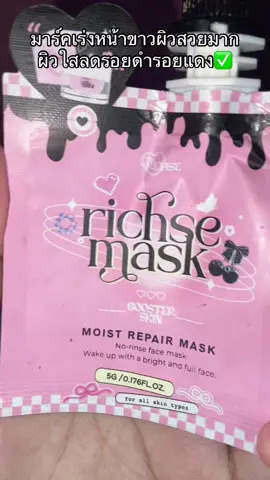 มาร์คเร่งหน้าขาวผิวสวยมาก
ผิวใสลดรอยดำรอยแดง✅
RICHSE
richse
mask
BOOSTER
SKIN
MOIST REPAIR MASK
No-rinse face mask
Wake up with a bright and full face.
5G /0.176FL.OZ.
for all skin types